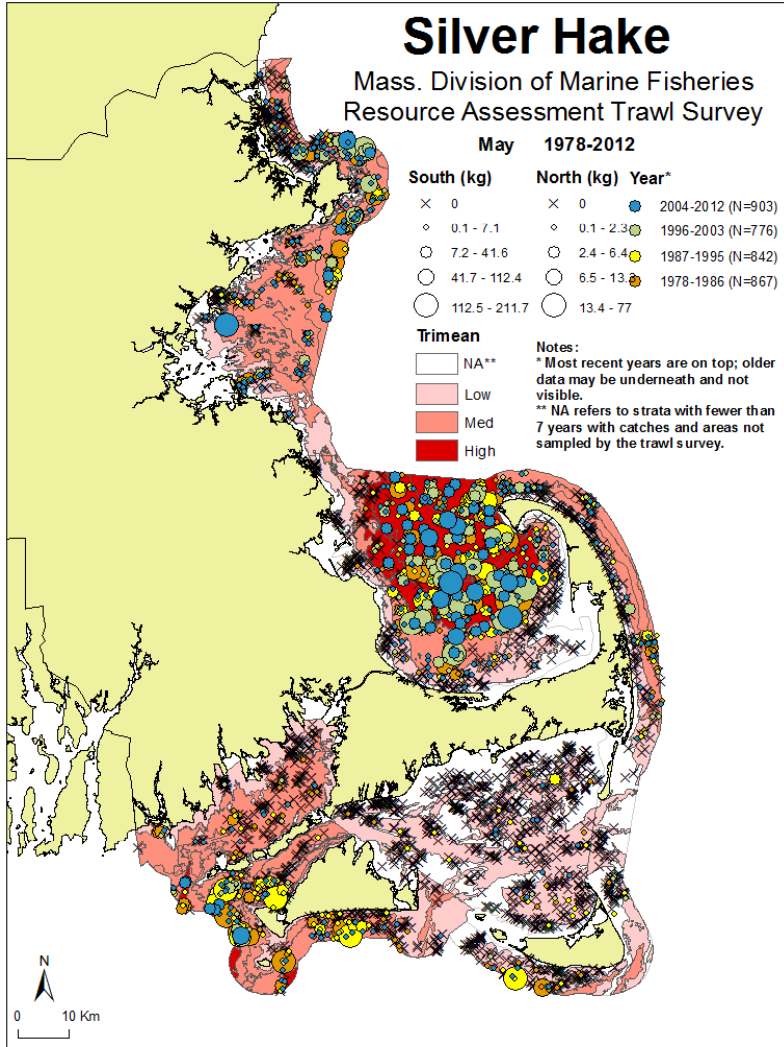 Silver Hake
Mass. Division of Marine Fisheries
Resource Assessment Trawl Survey
May 1978-2012
South (kg) North (kg) Year*
0 0 2004-2012 (N=903)
0.1 - 7.1 0.1 - 2.3 1996-2003 (N=776)
7.2 - 41.6 2.4 - 6.4 1987-1995 (N=842)
41.7 - 112.4 6.5 - 13. 1978-1986 (N=867)
112.5 - 211.7 13.4 - 77
Trimean
NA**
Low
Med
High
Notes:
* Most recent years are on top; older
data may be underneath and not
visible.
** NA refers to strata with fewer than
7 years with catches and areas not
sampled by the trawl survey.
N
0 10 Km